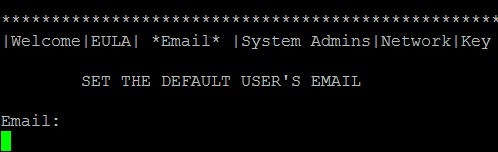 **************************************************
|Welcome|EULA| *Email* |System Admins|Network|Key
SET THE DEFAULT USER'S EMAIL
Email: